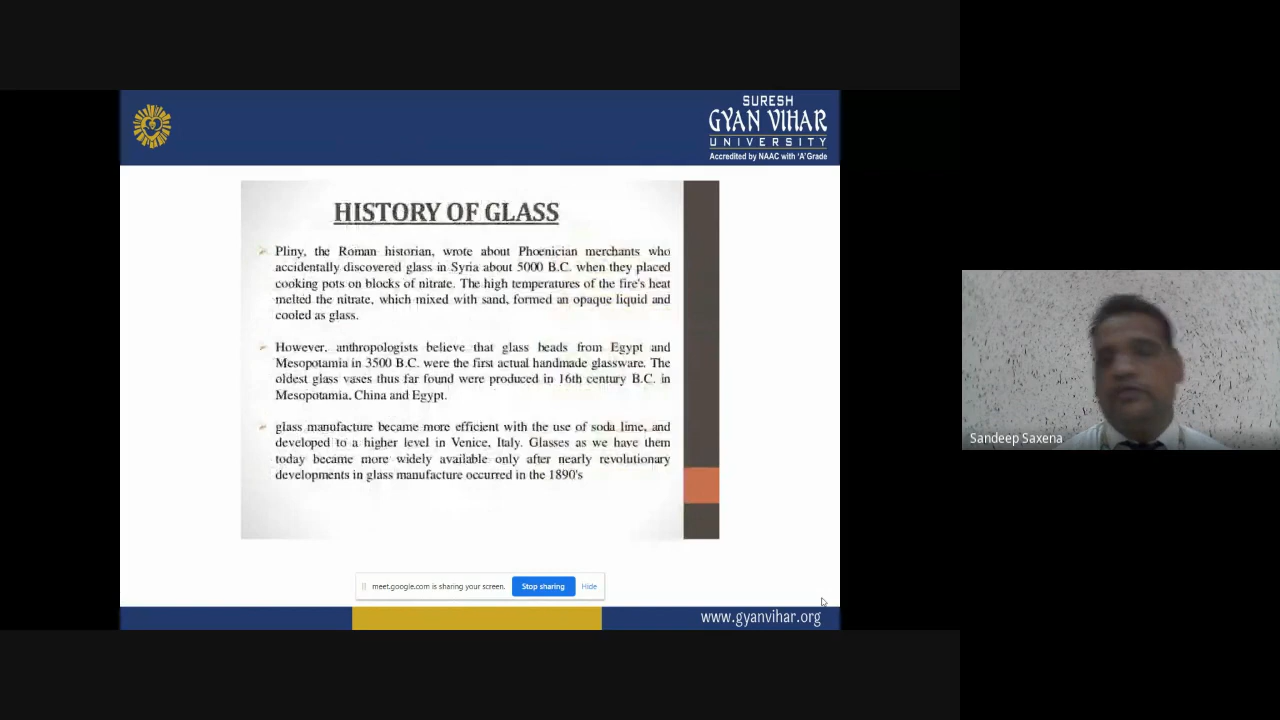 SURESH
GYAN VIHAR
UNIVERSITY
Accredited by NAAC with 'A' Grade
HISTORY OF GLASS
Pliny, the Roman historian, wrote about Phoenician merchants who
accidentally discovered glass in Syria about 5000 B.C. when they placed
cooking pots on blocks of nitrate. The high temperatures of the fire's heat
melted the nitrate, which mixed with sand, formed an opaque liquid and
cooled as glass.
However, anthropologists believe that glass beads from Egypt and
Mesopotamia in 3500 B.C. were the first actual handmade glassware. The
oldest glass vases thus far found were produced in 16th century B.C. in
Mesopotamia, China and Egypt.
glass manufacture became more efficient with the use of soda lime, and
developed to a higher level in Venice, Italy. Glasses as we have them
today became more widely available only after nearly revolutionary
developments in glass manufacture occurred in the 1890's
Sandeep Saxena
meet.google.com is sharing your screen. Stop sharing Hide
www.gyanvihar.org